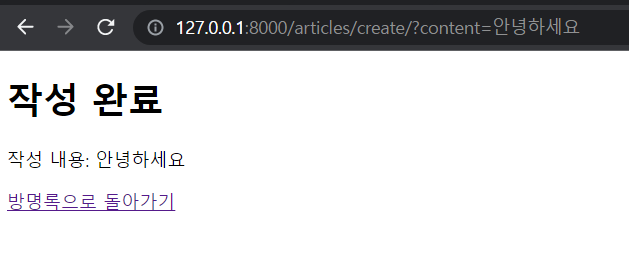 127.0.0.1:8000/articles/create/?content=안녕하세요
작성 완료
작성 내용: 안녕하세요
방명록으로 돌아가기